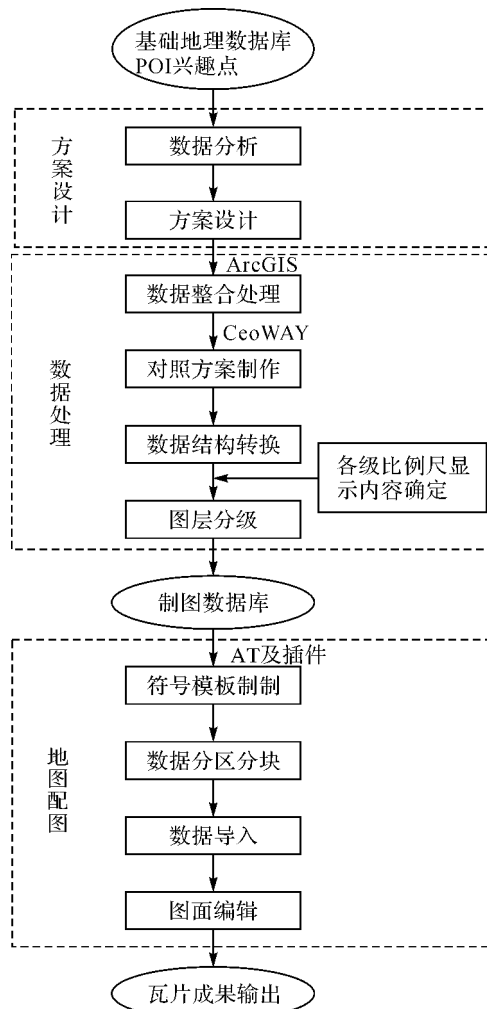 基础地理数据库
POI兴趣点
方案设计
数据分析
方案设计
ArcGIS
数据整合处理
CeoWAY
数据处理
对照方案制作
数据结构转换
各级比例尺显
示内容确定
图层分级
制图数据库
AT及插件
符号模板制制
地图配图
数据分区分块
数据导入
图面编辑
瓦片成果输出